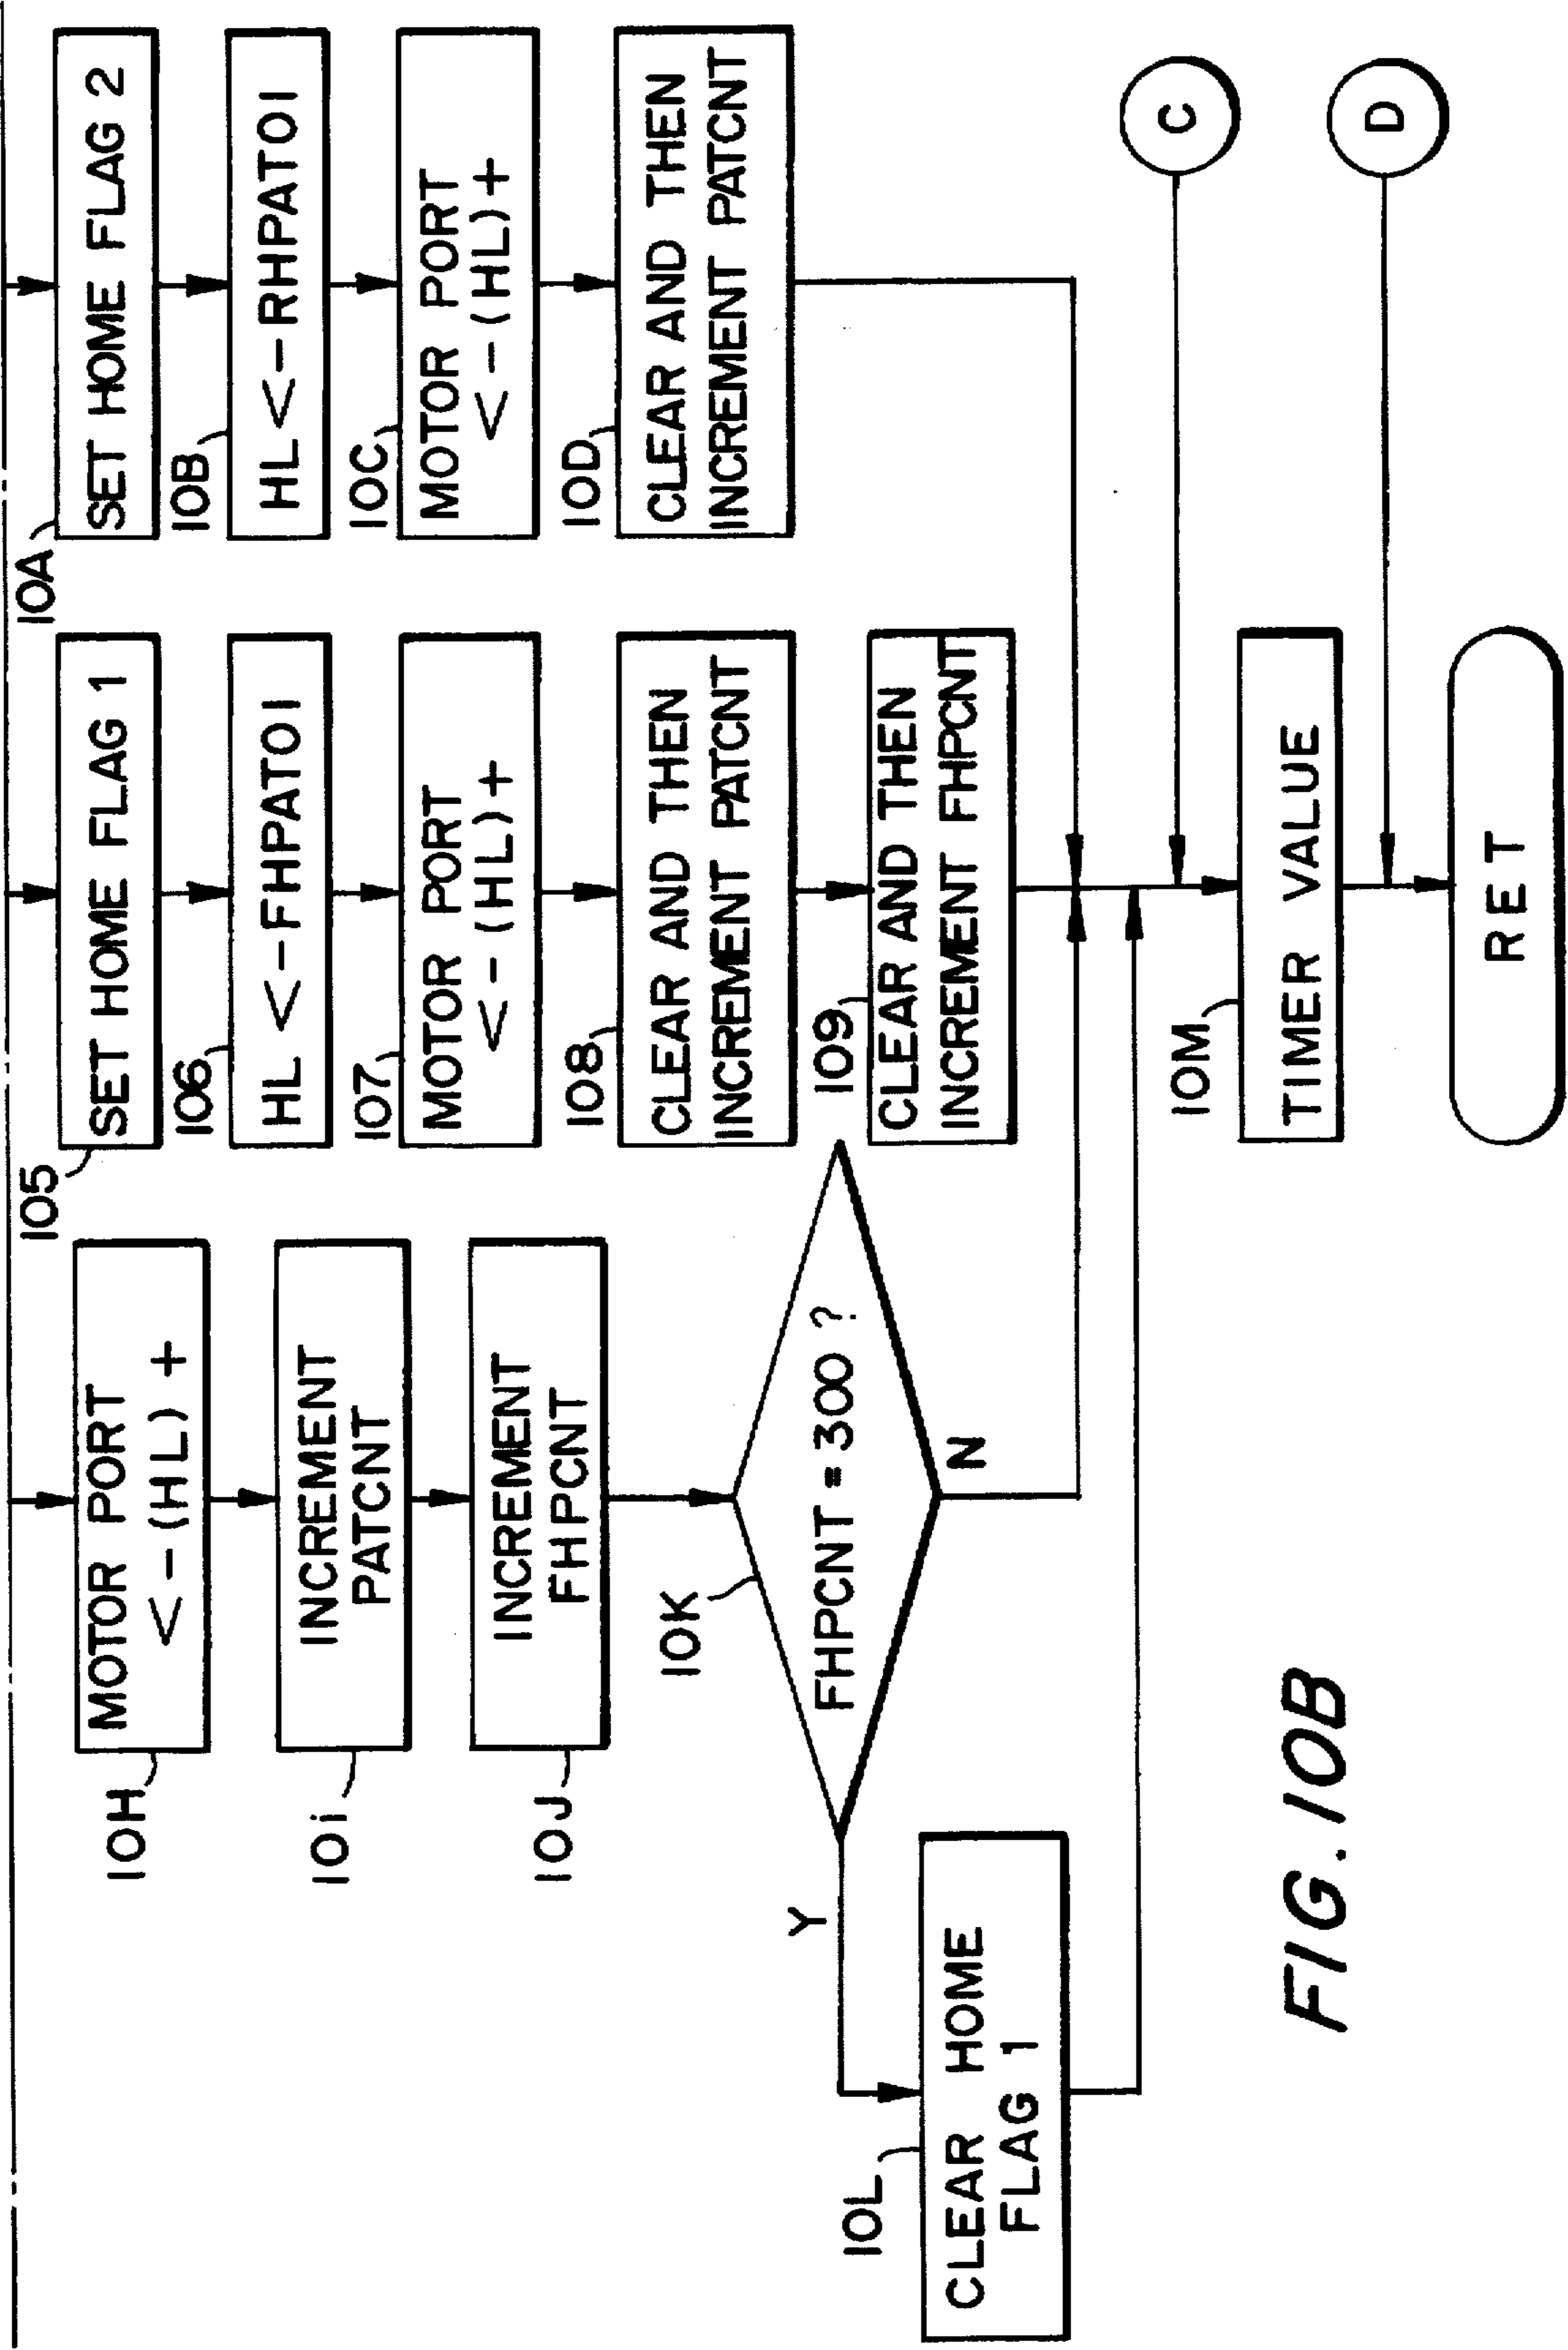 10H
MOTOR PORT
<-(HL)+
10i
INCREMENT
PATCNT
10J
INCREMENT
FHPCNT
10K
FHPCNT = 300 ?
Y
N
10L
CLEAR HOME
FLAG 1
105
SET HOME FLAG 1
106
HL <-FHPAT01
107
MOTOR PORT
<-(HL)+
108
CLEAR AND THEN
INCREMENT PATCNT
109
CLEAR AND THEN
INCREMENT FHPCNT
10A
SET HOME FLAG 2
10B
HL<-RHPAT01
10C
MOTOR PORT
<-(HL)+
10D
CLEAR AND THEN
INCREMENT PATCNT
C
10M
TIMER VALUE
D
RET
FIG. 10B